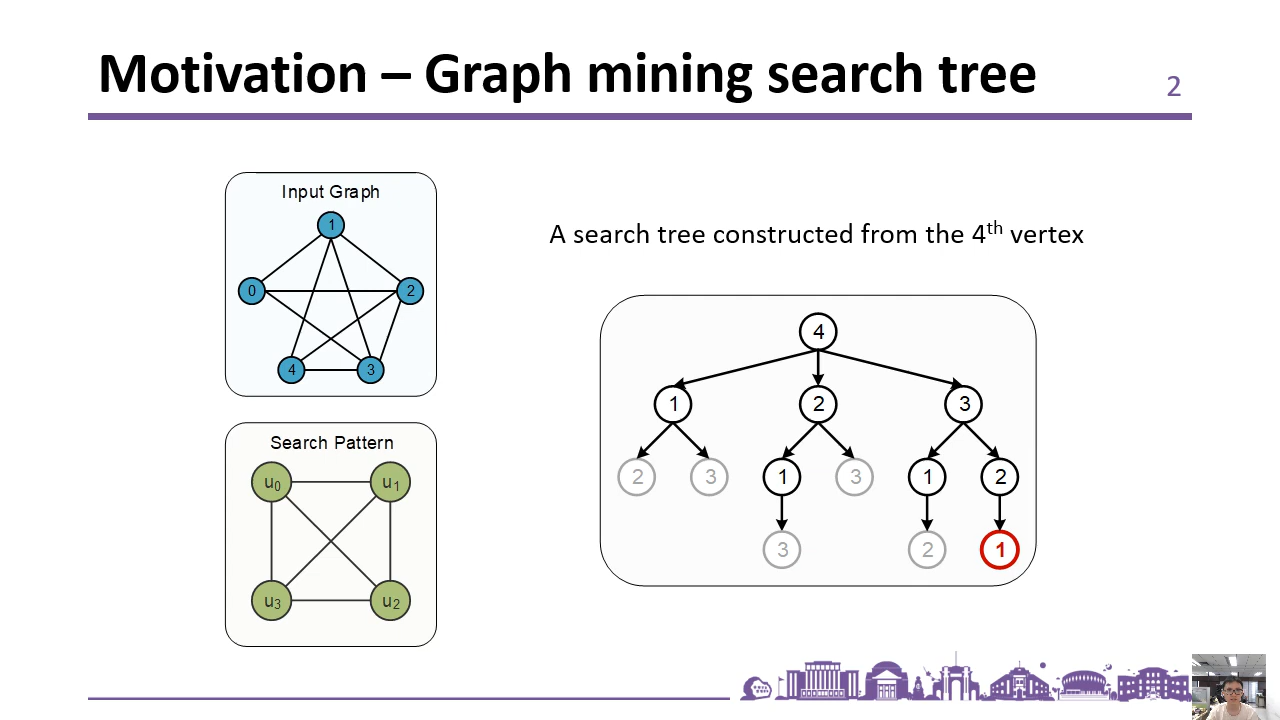 Motivation – Graph mining search tree
2
Input Graph
1
0
2
4
3
Search Pattern
u0
u1
u3
u2
A search tree constructed from the 4th vertex
4
1
2
3
2
3
1
3
1
2
3
2
1